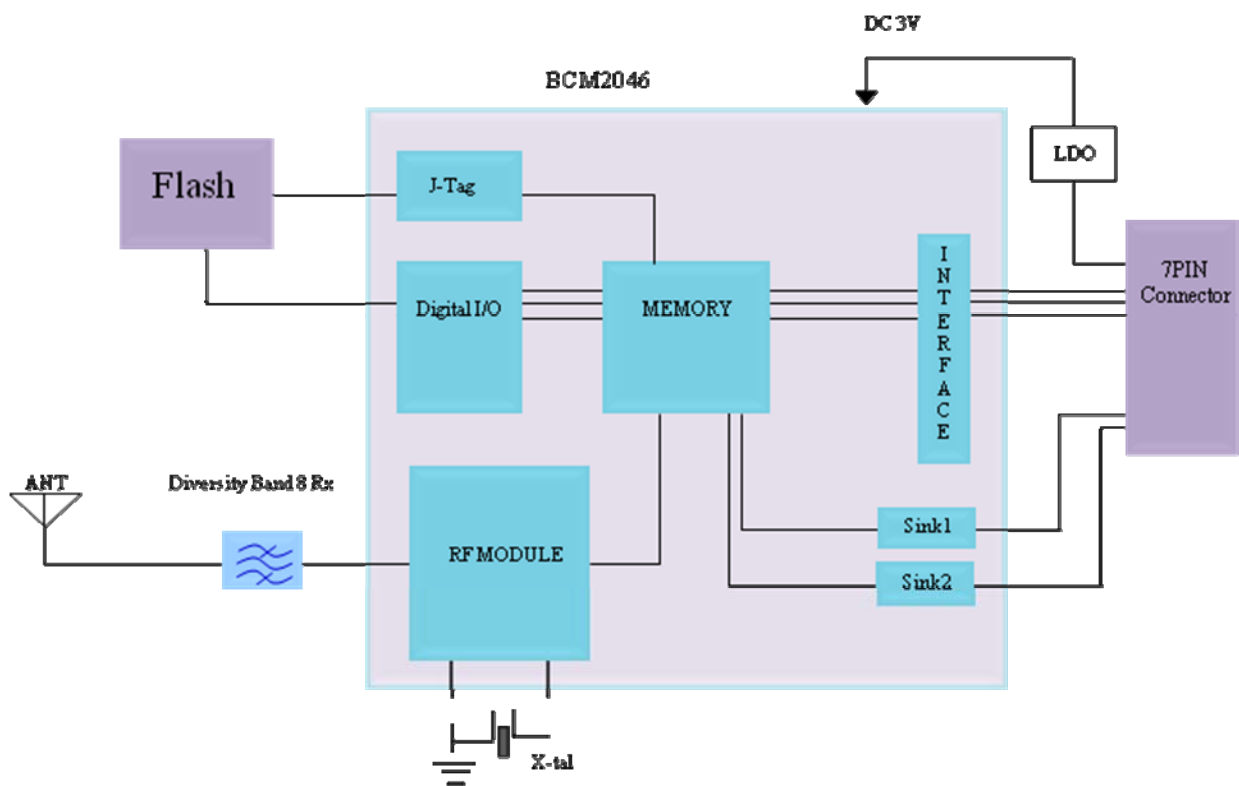 DC 3V
BCM2046
LDO
Flash
J-Tag
7PIN
Connector
Digital I/O
MEMORY
INTERFACE
ANT
Diversity Band 8 Rx
RF MODULE
Sink1
Sink2
X-tal